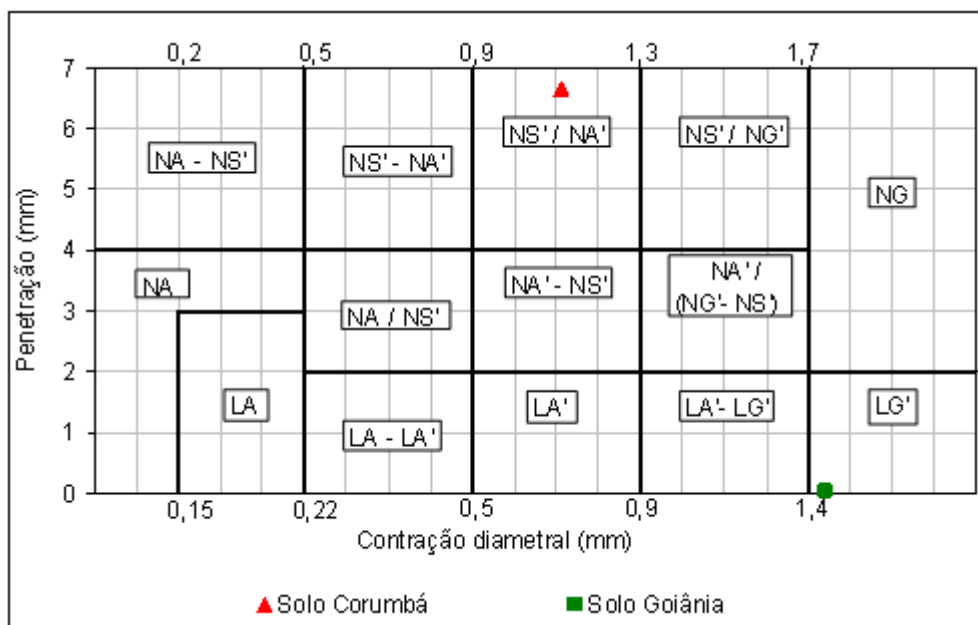 0,2 0,5 0,9 1,3 1,7
7
6
5
4
3
2
1
0
Penetração (mm)
NA - NS'
NS' - NA'
NS' / NA'
NS' / NG'
NG
NA
NA / NS'
NA' - NS'
NA' /
(NG'- NS')
LA
LA - LA'
LA'
LA'- LG'
LG'
0,15 0,22 0,5 0,9 1,4
Contração diametral (mm)
Solo Corumbá Solo Goiânia